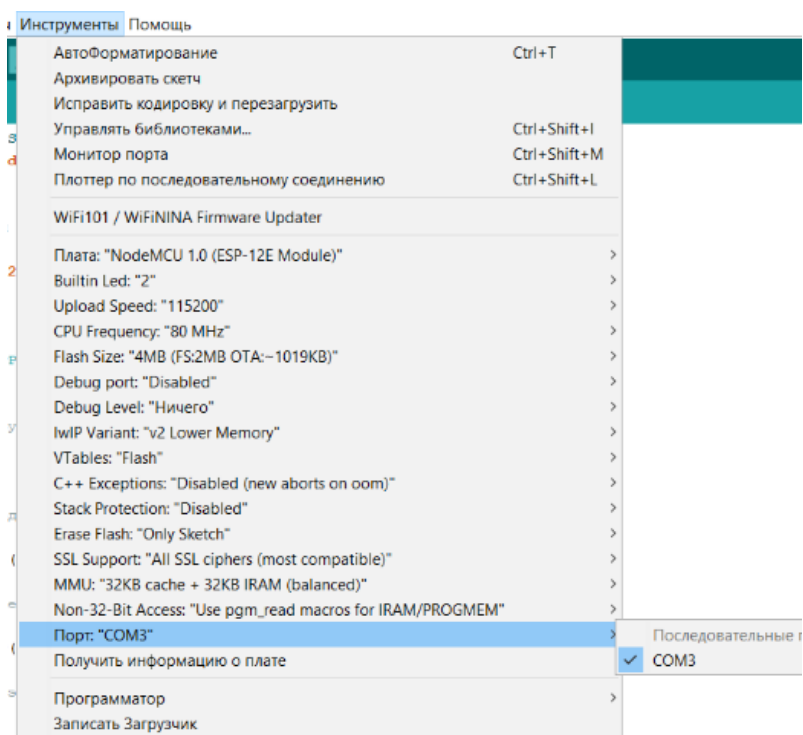 Инструменты Помощь
АвтоФорматирование Ctrl+T
Архивировать скетч
Исправить кодировку и перезагрузить
Управлять библиотеками... Ctrl+Shift+I
Монитор порта Ctrl+Shift+M
Плоттер по последовательному соединению Ctrl+Shift+L
WiFi101 / WiFiNINA Firmware Updater
Плата: "NodeMCU 1.0 (ESP-12E Module)"
Builtin Led: "2"
Upload Speed: "115200"
CPU Frequency: "80 MHz"
Flash Size: "4MB (FS:2MB OTA:~1019KB)"
Debug port: "Disabled"
Debug Level: "Ничего"
lwIP Variant: "v2 Lower Memory"
VTables: "Flash"
C++ Exceptions: "Disabled (new aborts on oom)"
Stack Protection: "Disabled"
Erase Flash: "Only Sketch"
SSL Support: "All SSL ciphers (most compatible)"
MMU: "32KB cache + 32KB IRAM (balanced)"
Non-32-Bit Access: "Use pgm_read macros for IRAM/PROGMEM"
Порт: "COM3"
Последовательные
Получить информацию о плате
COM3
Программатор
Записать Загрузчик